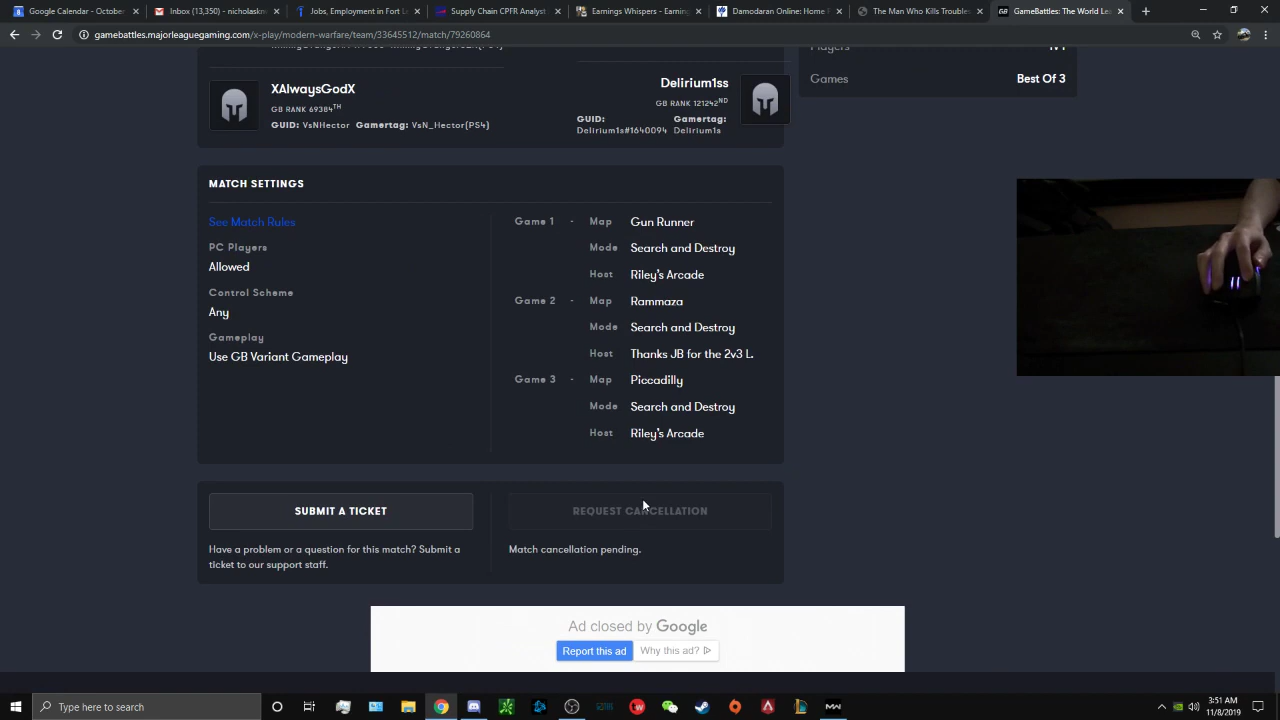 Google Calendar - October
Inbox (13,350) - nicholaskn
Jobs, Employment in Fort L
Supply Chain CPFR Analyst
Earnings Whispers - Earning
Damodaran Online: Home P
The Man Who Kills Troubles
GameBattles: The World Le
gamebattles.majorleaguegaming.com/x-play/modern-warfare/team/33645512/match/79260864
Players
1v1
Games
Best Of 3
XAlwaysGodX
GB RANK 69384TH
GUID: VsNHector Gamertag: VsN_Hector(PS4)
Delirium1ss
GB RANK 121242ND
GUID: Gamertag:
Delirium1s#1640094 Delirium1s
MATCH SETTINGS
See Match Rules
PC Players
Allowed
Control Scheme
Any
Gameplay
Use GB Variant Gameplay
Game 1 - Map Gun Runner
Mode Search and Destroy
Host Riley's Arcade
Game 2 - Map Rammaza
Mode Search and Destroy
Host Thanks JB for the 2v3 L.
Game 3 - Map Piccadilly
Mode Search and Destroy
Host Riley's Arcade
SUBMIT A TICKET
Have a problem or a question for this match? Submit a
ticket to our support staff.
REQUEST CANCELLATION
Match cancellation pending.
Ad closed by Google
Report this ad
Why this ad?
Type here to search
3:51 AM
11/8/2019